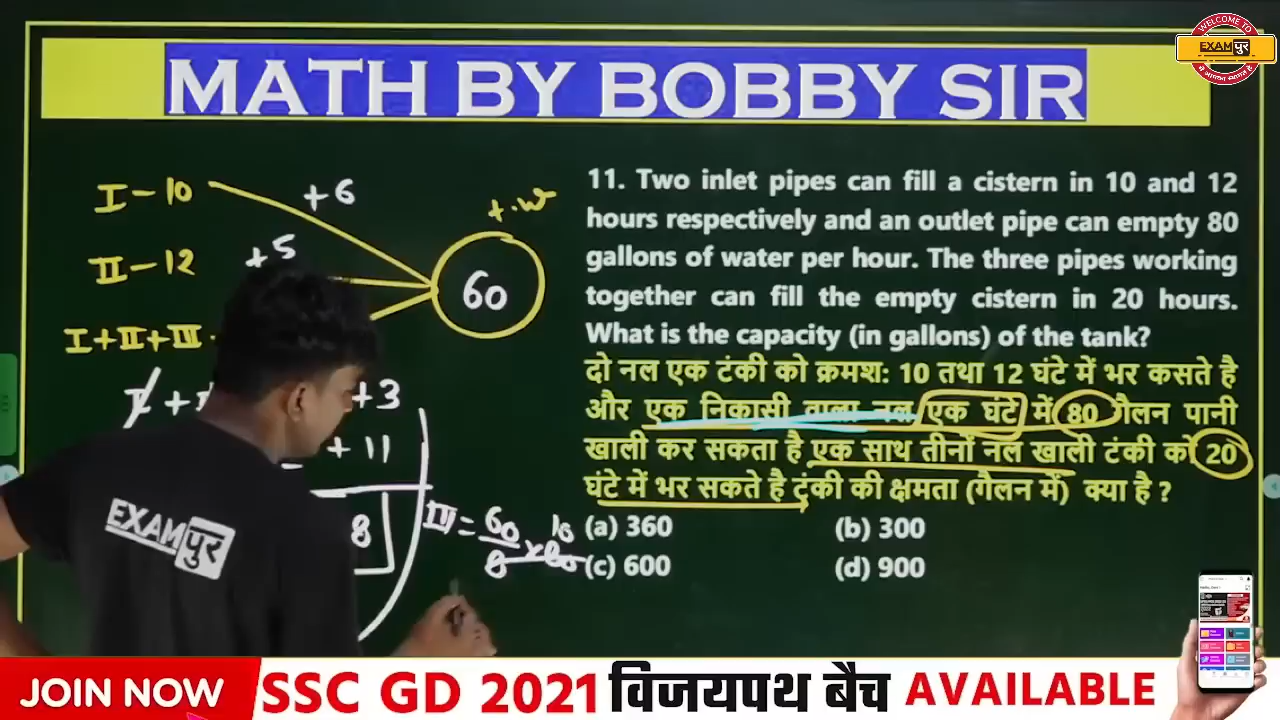 WELCOME TO
EXAMपुर
MATH BY BOBBY SIR
I - 10
+6
+.w
II - 12
+5
60
I+II+III
+3
+ 11
8
III = 60/8 × 80 10
EXAMपुर
11. Two inlet pipes can fill a cistern in 10 and 12
hours respectively and an outlet pipe can empty 80
gallons of water per hour. The three pipes working
together can fill the empty cistern in 20 hours.
What is the capacity (in gallons) of the tank?
दो नल एक टंकी को क्रमश: 10 तथा 12 घंटे में भर कसते है
और एक निकासी वाला नल एक घंटे में 80 गैलन पानी
खाली कर सकता है एक साथ तीनों नल खाली टंकी को 20
घंटे में भर सकते है टंकी की क्षमता (गैलन में) क्या है ?
(a) 360 (b) 300
(c) 600 (d) 900
JOIN NOW SSC GD 2021 विजयपथ बैच AVAILABLE